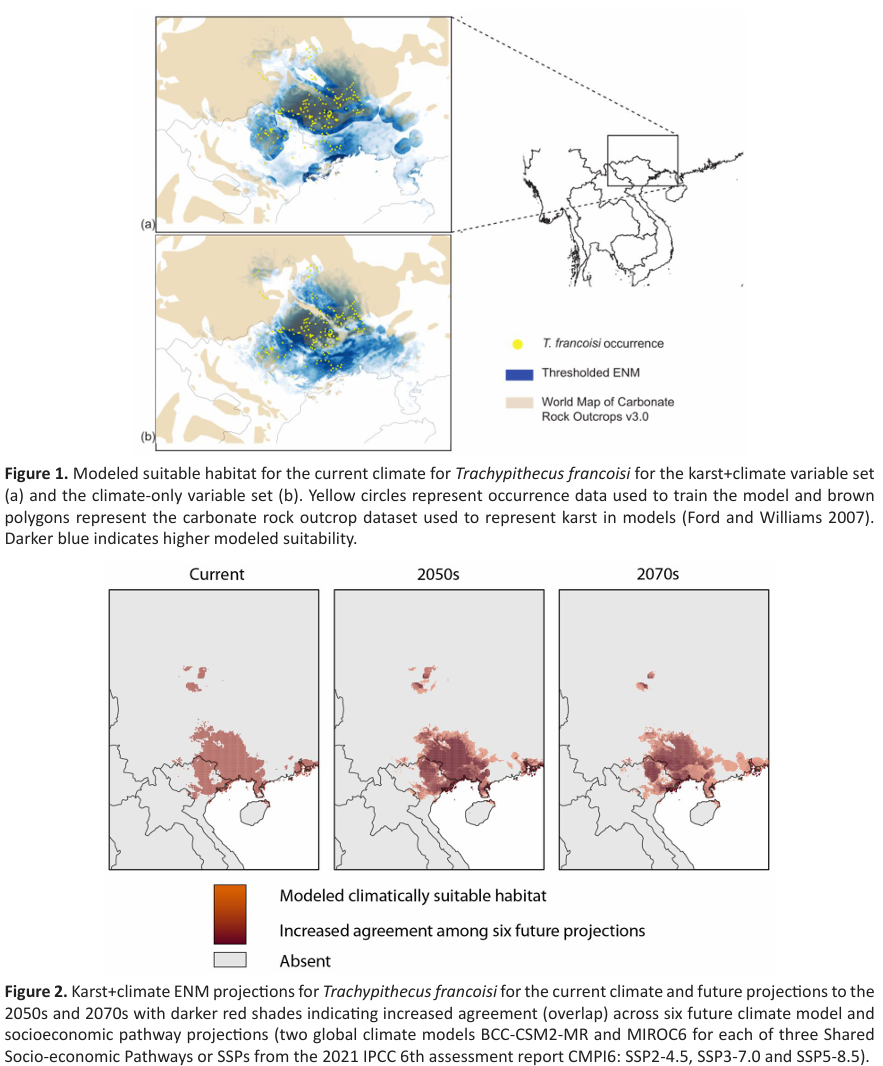 (a)
(b)
T. francoisi occurrence
Thresholded ENM
World Map of Carbonate
Rock Outcrops v3.0
Figure 1. Modeled suitable habitat for the current climate for Trachypithecus francoisi for the karst+climate variable set
(a) and the climate-only variable set (b). Yellow circles represent occurrence data used to train the model and brown
polygons represent the carbonate rock outcrop dataset used to represent karst in models (Ford and Williams 2007).
Darker blue indicates higher modeled suitability.
Current
2050s
2070s
Modeled climatically suitable habitat
Increased agreement among six future projections
Absent
Figure 2. Karst+climate ENM projections for Trachypithecus francoisi for the current climate and future projections to the
2050s and 2070s with darker red shades indicating increased agreement (overlap) across six future climate model and
socioeconomic pathway projections (two global climate models BCC-CSM2-MR and MIROC6 for each of three Shared
Socio-economic Pathways or SSPs from the 2021 IPCC 6th assessment report CMPI6: SSP2-4.5, SSP3-7.0 and SSP5-8.5).